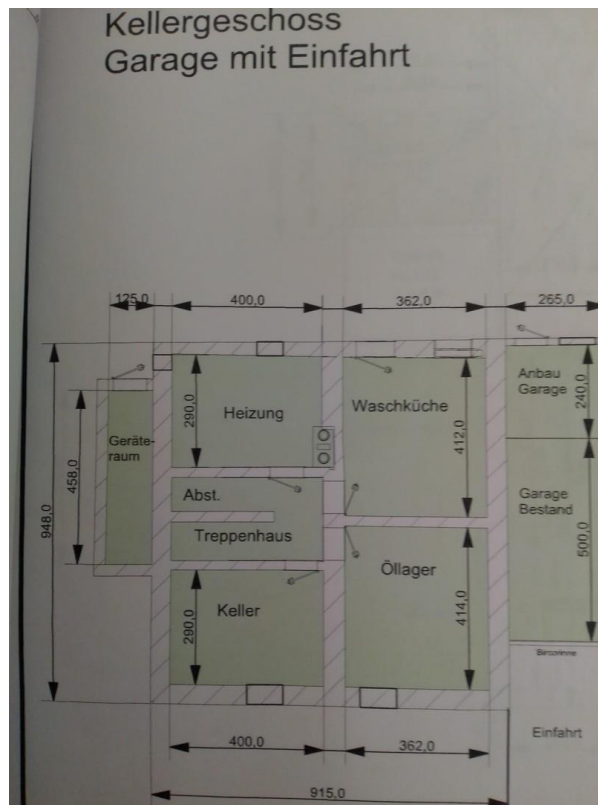 Kellergeschoss
Garage mit Einfahrt
125,0
400,0
362,0
265,0
948,0
458,0
Geräte-
raum
290,0
Heizung
Waschküche
412,0
Anbau
Garage
240,0
Abst.
Treppenhaus
Garage
Bestand
500,0
290,0
Keller
Öllager
414,0
Einfahrt
400,0
362,0
915,0